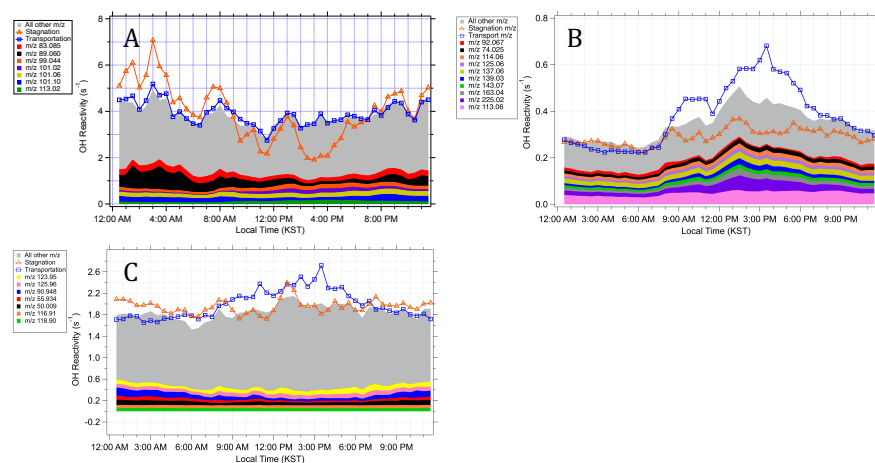 All other m/z
Stagnation
Transportation
m/z 83.085
m/z 89.060
m/z 99.044
m/z 101.02
m/z 101.06
m/z 101.10
m/z 113.02
A
OH Reactivity (s⁻¹)
8
6
4
2
0
12:00 AM
4:00 AM
8:00 AM
12:00 PM
4:00 PM
8:00 PM
Local Time (KST)
All other m/z
Stagnation m/z
Transport m/z
m/z 92.067
m/z 74.025
m/z 114.06
m/z 125.06
m/z 137.06
m/z 139.03
m/z 143.07
m/z 163.04
m/z 225.02
m/z 113.06
B
OH Reactivity (s⁻¹)
0.8
0.6
0.4
0.2
0.0
12:00 AM
3:00 AM
6:00 AM
9:00 AM
12:00 PM
3:00 PM
6:00 PM
9:00 PM
Local Time (KST)
All other m/z
Stagnation
Transportation
m/z 123.95
m/z 125.96
m/z 90.948
m/z 55.934
m/z 50.009
m/z 116.91
m/z 118.90
C
OH Reactivity (s⁻¹)
2.6
2.2
1.8
1.4
1.0
0.6
0.2
-0.2
12:00 AM
3:00 AM
6:00 AM
9:00 AM
12:00 PM
3:00 PM
6:00 PM
9:00 PM
Local Time (KST)